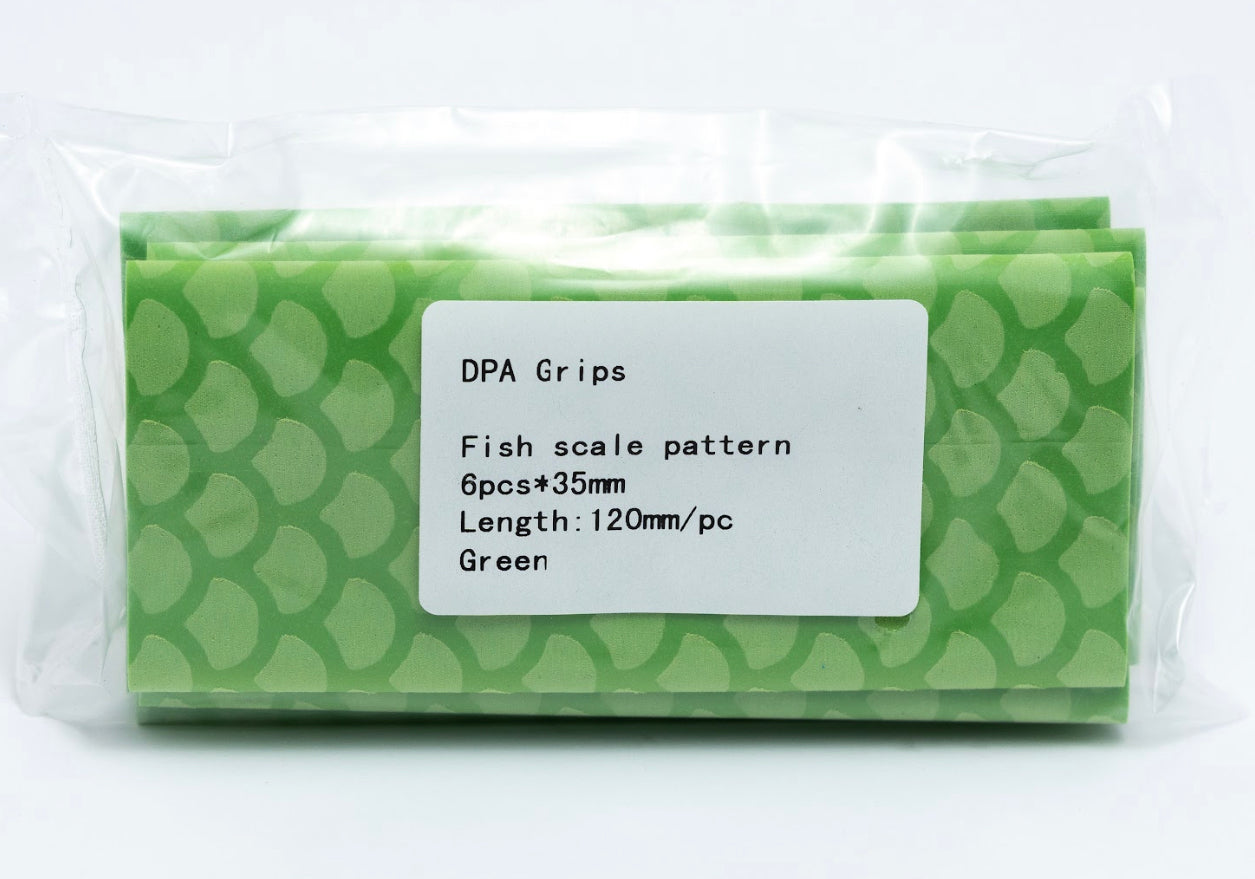 DPA Grips
Fish scale pattern
6pcs*35mm
Length:120mm/pc
Green